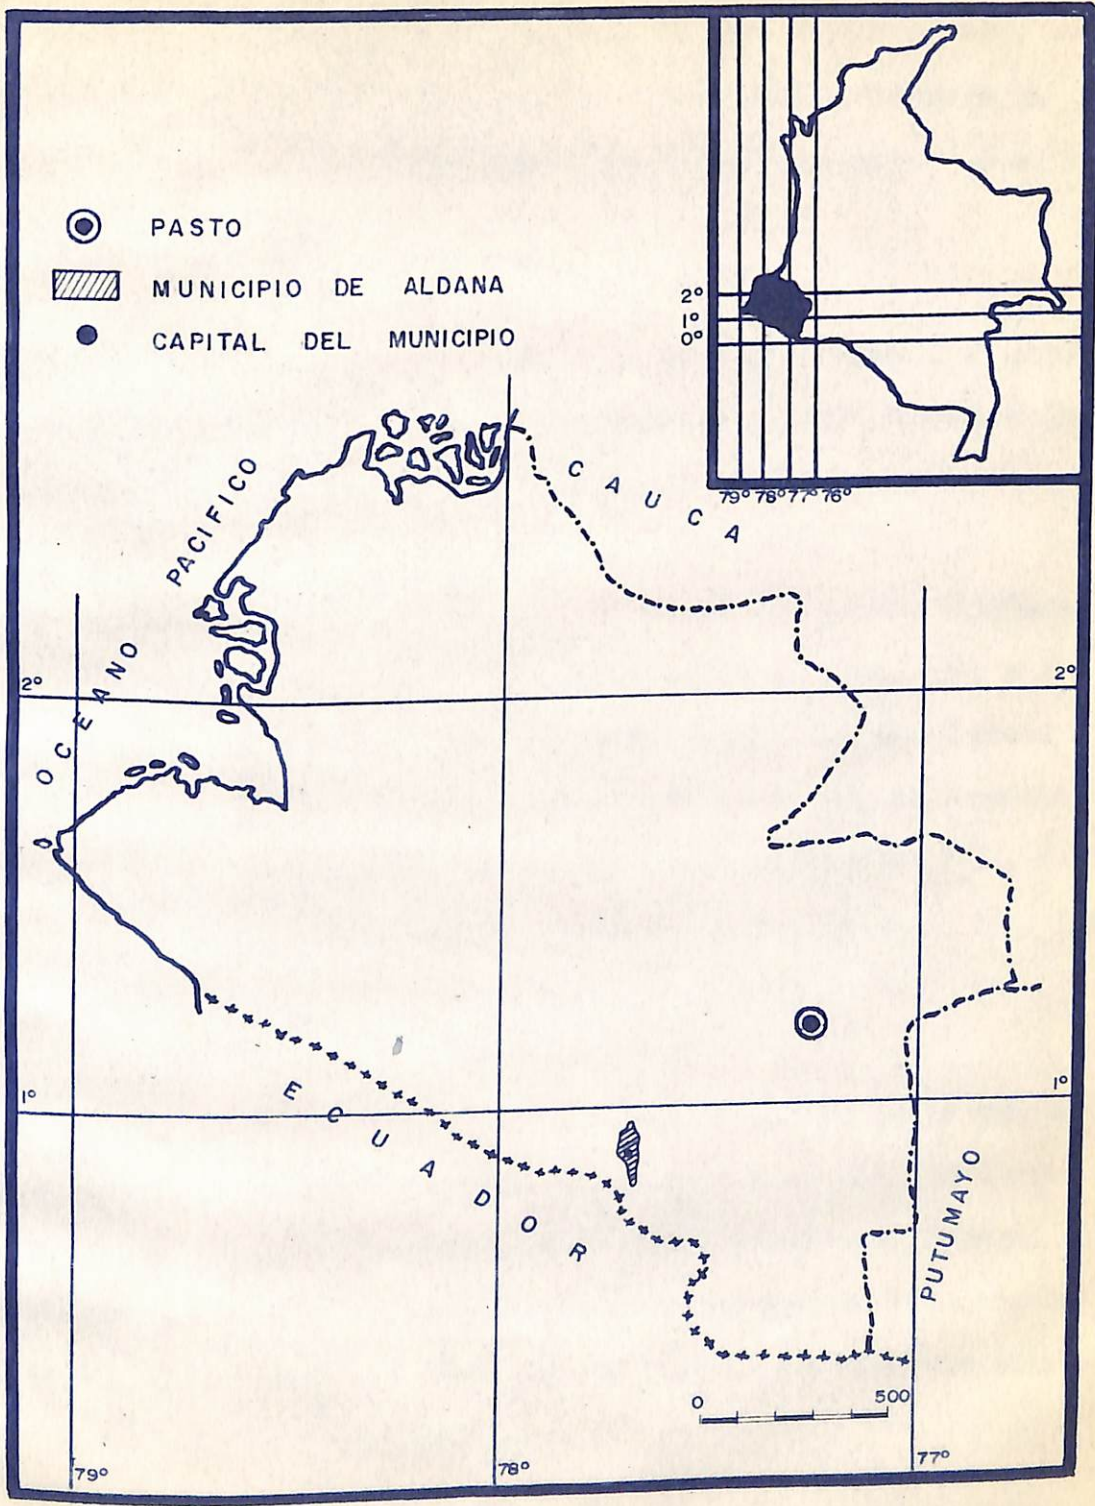 PASTO
MUNICIPIO DE ALDANA
CAPITAL DEL MUNICIPIO
2°
1°
0°
79° 78° 77° 76°
OCEANO PACIFICO
CAUCA
2°
2°
1°
1°
ECUADOR
PUTUMAYO
0 500
79°
78°
77°